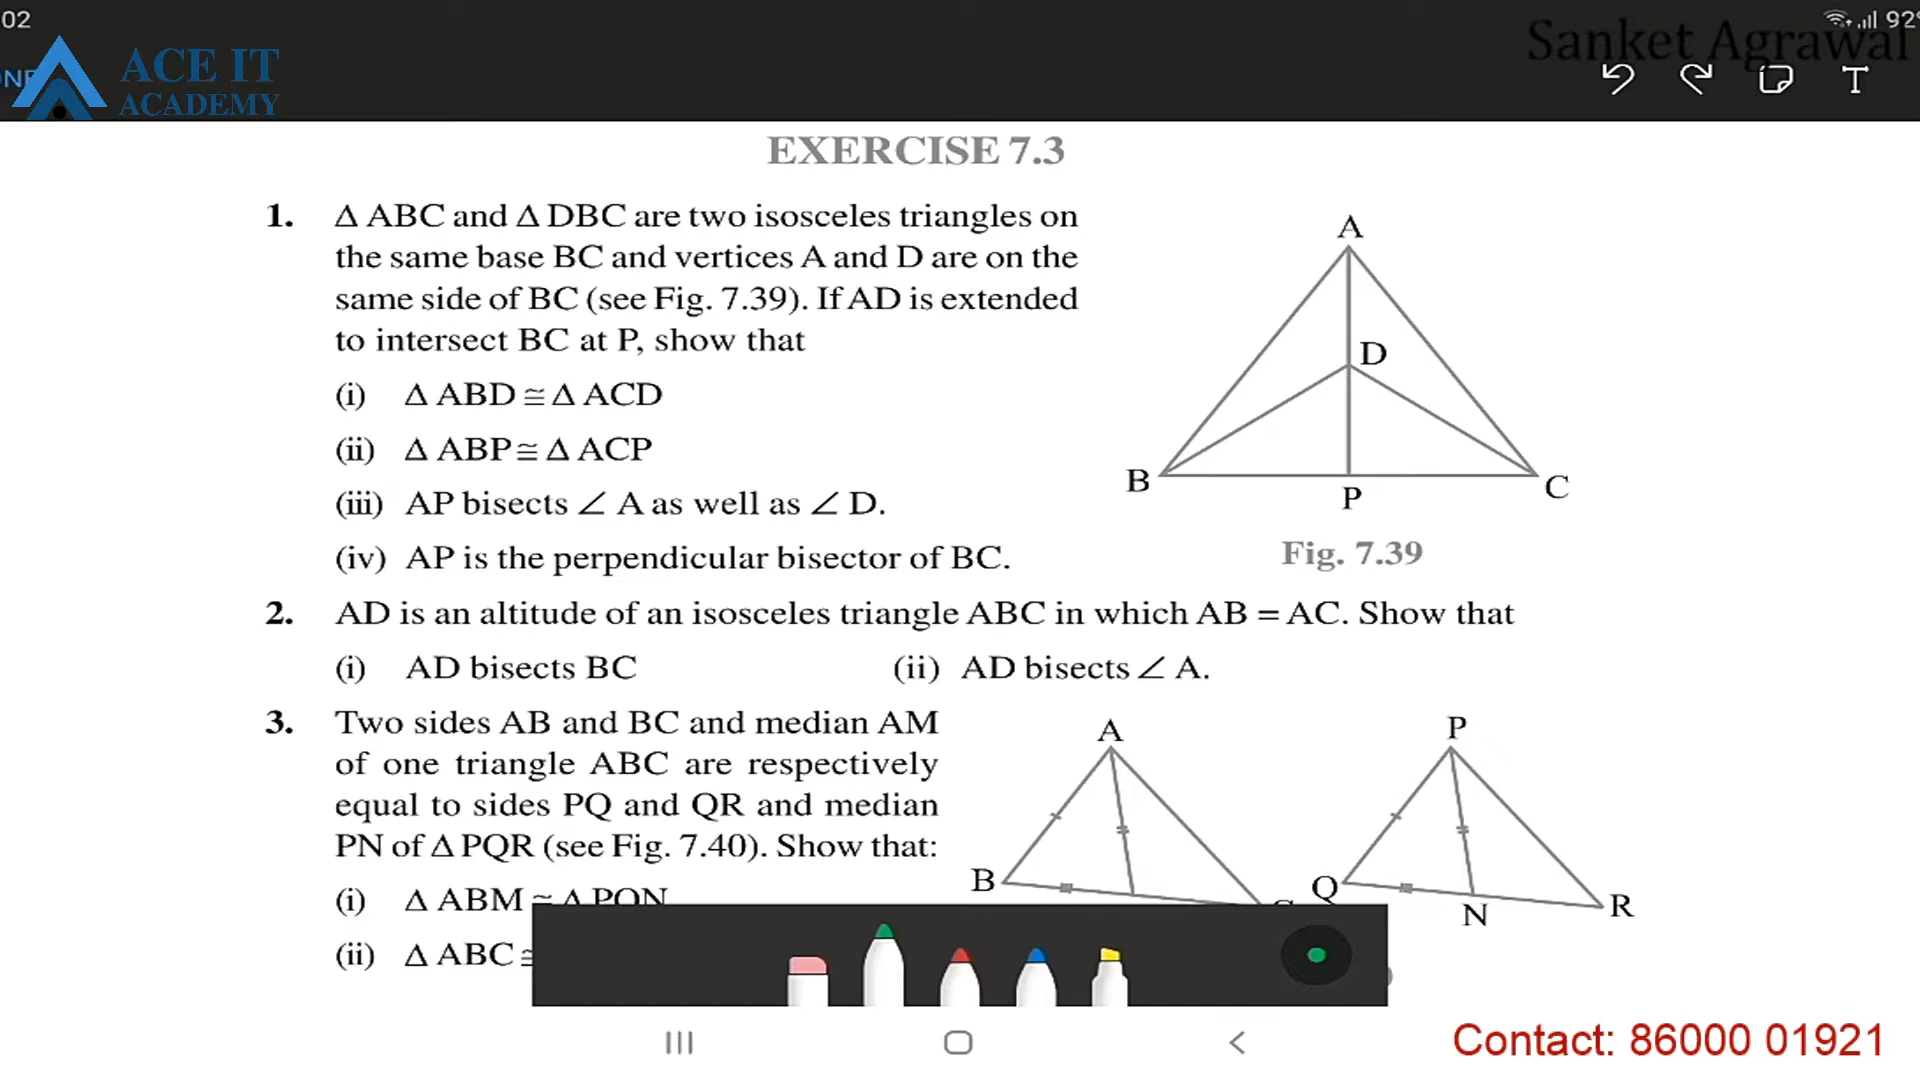 02
92
Sanket Agrawal
ACE IT
ACADEMY
EXERCISE 7.3
1. Δ ABC and Δ DBC are two isosceles triangles on
the same base BC and vertices A and D are on the
same side of BC (see Fig. 7.39). If AD is extended
to intersect BC at P, show that
(i) Δ ABD ≅ Δ ACD
(ii) Δ ABP ≅ Δ ACP
(iii) AP bisects ∠ A as well as ∠ D.
(iv) AP is the perpendicular bisector of BC.
A
D
B
P
C
Fig. 7.39
2. AD is an altitude of an isosceles triangle ABC in which AB = AC. Show that
(i) AD bisects BC (ii) AD bisects ∠ A.
3. Two sides AB and BC and median AM
of one triangle ABC are respectively
equal to sides PQ and QR and median
PN of Δ PQR (see Fig. 7.40). Show that:
(i) Δ ABM ≅ Δ PQN
(ii) Δ ABC ≅
A
B
P
Q
N
R
Contact: 86000 01921